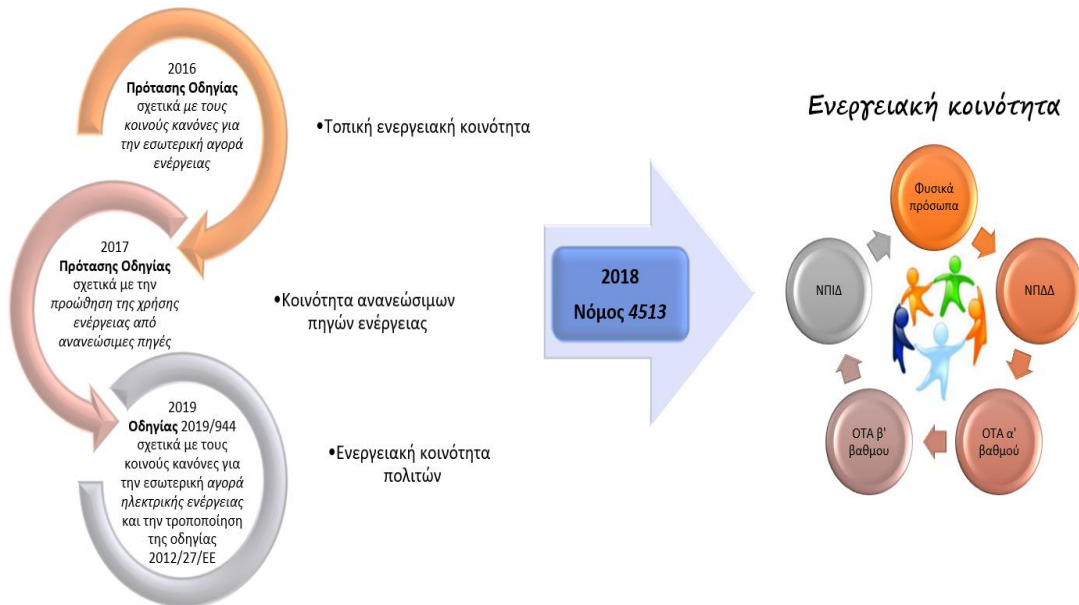 2016
Πρότασης Οδηγίας
σχετικά με τους
κοινούς κανόνες για
την εσωτερική αγορά
ενέργειας
•Τοπική ενεργειακή κοινότητα
2017
Πρότασης Οδηγίας
σχετικά με την
προώθηση της χρήσης
ενέργειας από
ανανεώσιμες πηγές
•Κοινότητα ανανεώσιμων
πηγών ενέργειας
2019
Οδηγίας 2019/944
σχετικά με τους
κοινούς κανόνες για
την εσωτερική αγορά
ηλεκτρικής ενέργειας
και την τροποποίηση
της οδηγίας
2012/27/ΕΕ
•Ενεργειακή κοινότητα
πολιτών
2018
Νόμος 4513
Ενεργειακή κοινότητα
Φυσικά
πρόσωπα
ΝΠΔΔ
ΟΤΑ α'
βαθμού
ΟΤΑ β'
βαθμου
ΝΠΙΔ